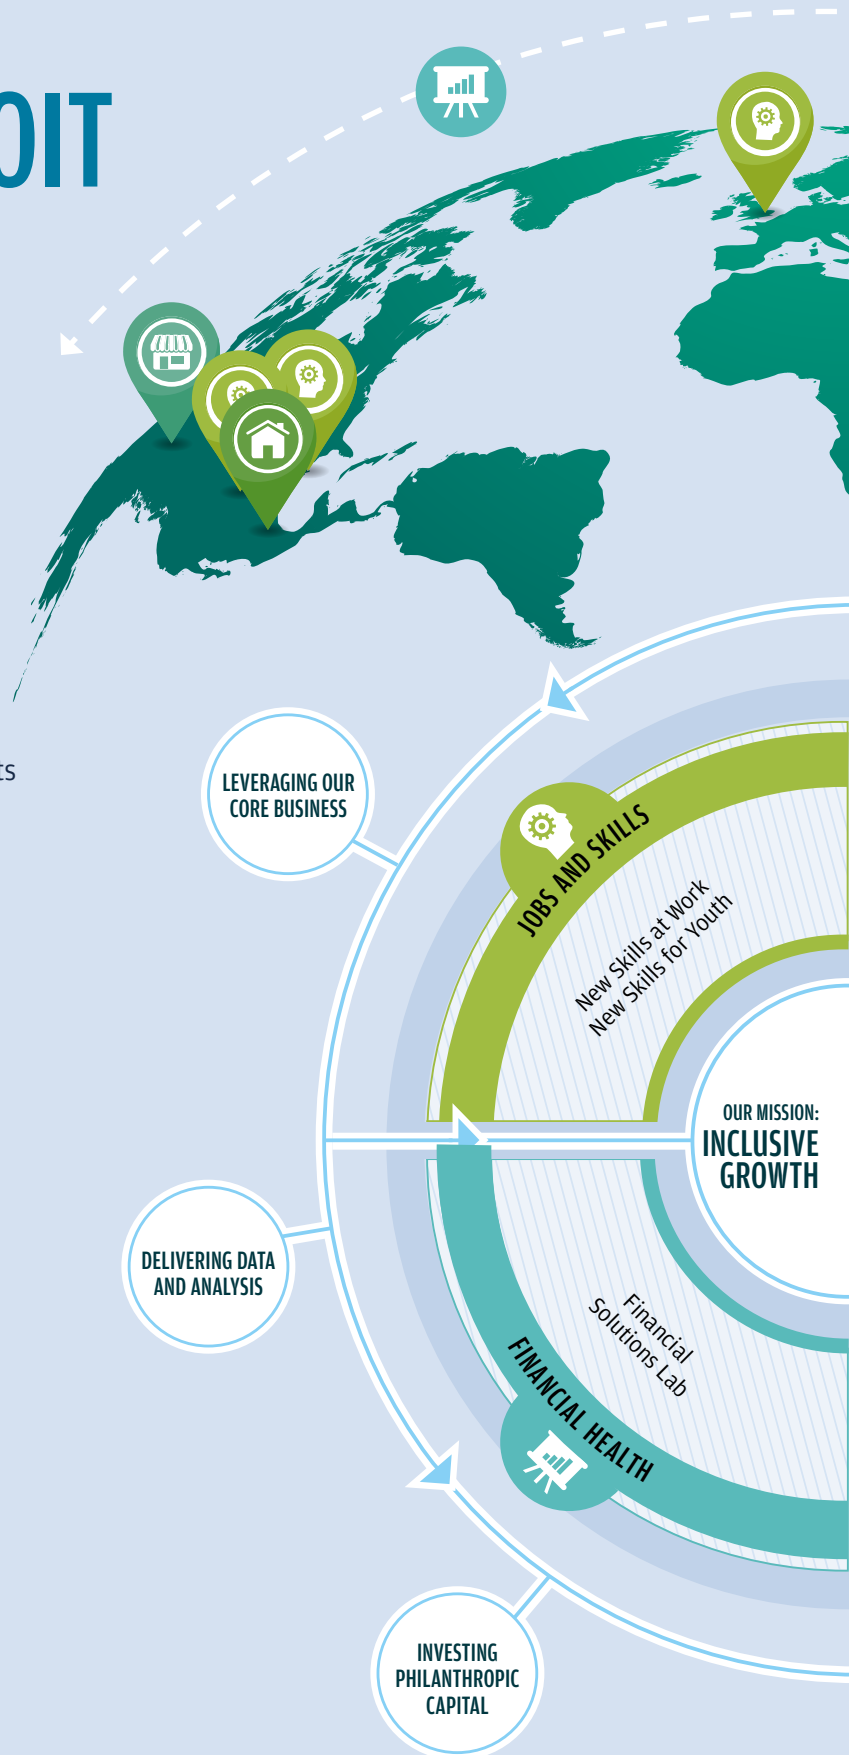 OIT
ts
LEVERAGING OUR
CORE BUSINESS
JOBS AND SKILLS
New Skills at Work
New Skills for Youth
OUR MISSION:
INCLUSIVE
GROWTH
DELIVERING DATA
AND ANALYSIS
Financial
Solutions Lab
FINANCIAL HEALTH
INVESTING
PHILANTHROPIC
CAPITAL